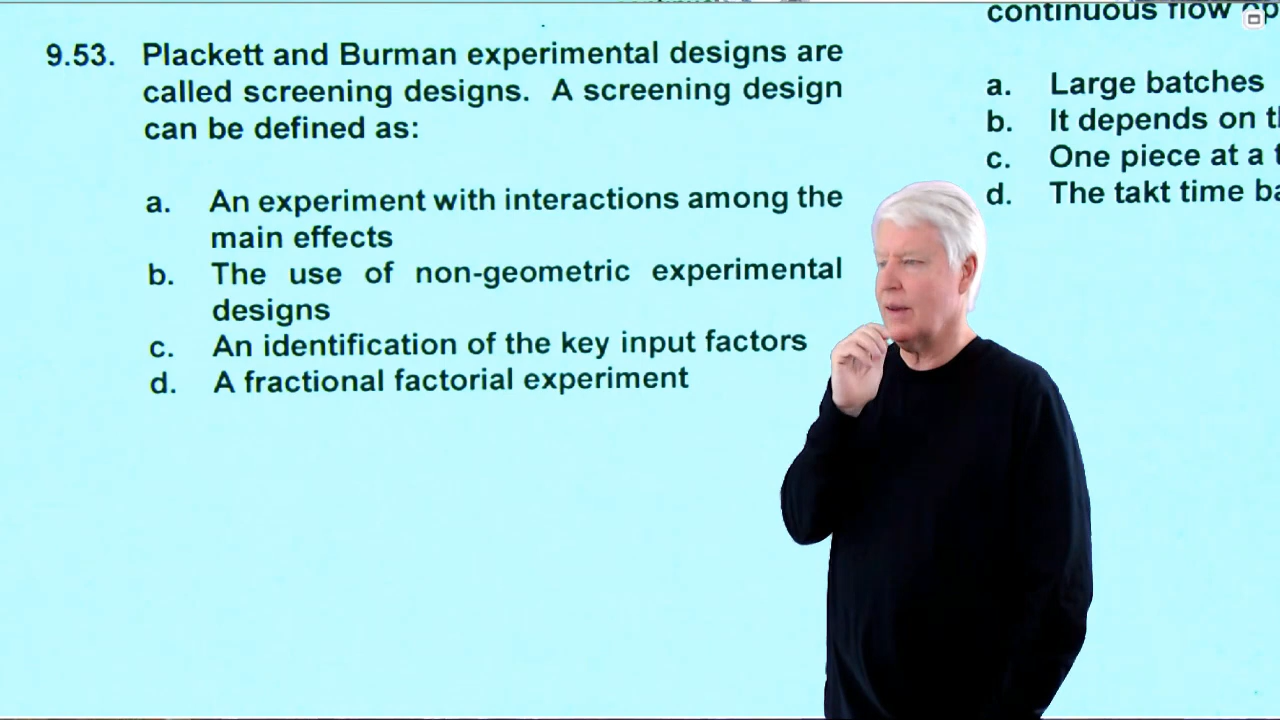 9.53. Plackett and Burman experimental designs are
called screening designs. A screening design
can be defined as:
a. An experiment with interactions among the
main effects
b. The use of non-geometric experimental
designs
c. An identification of the key input factors
d. A fractional factorial experiment
continuous flow
a. Large batches
b. It depends on
c. One piece at a
d. The takt time